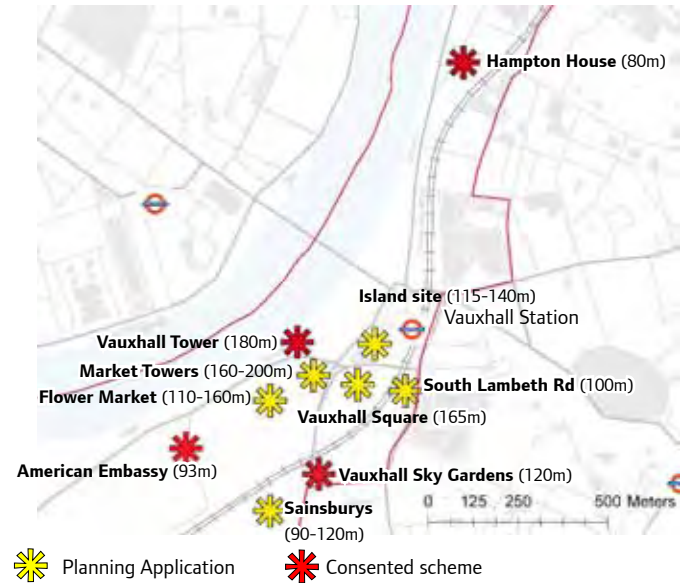 Hampton House (80m)
Island site (115-140m)
Vauxhall Station
Vauxhall Tower (180m)
Market Towers (160-200m)
Flower Market (110-160m)
South Lambeth Rd (100m)
Vauxhall Square (165m)
American Embassy (93m)
Vauxhall Sky Gardens (120m)
Sainsburys
(90-120m)
0 125 250 500 Meters
Planning Application
Consented scheme